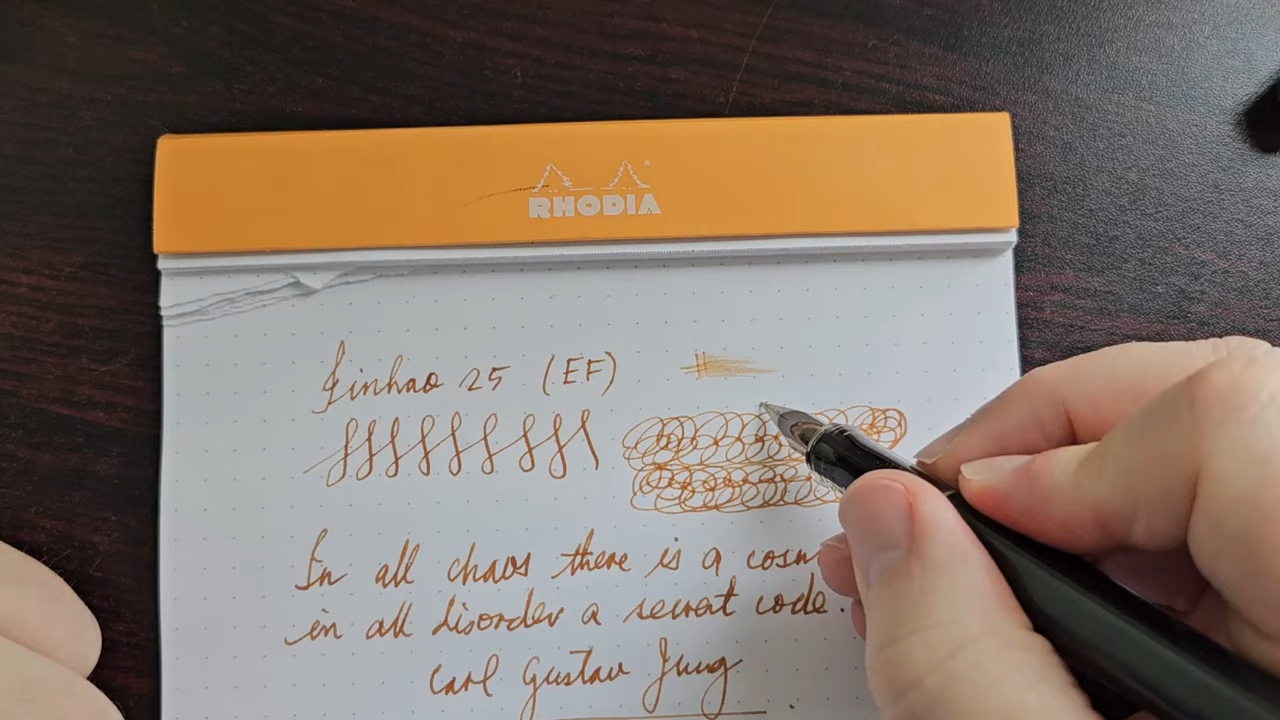 RHODIA
Jinhao 25 (EF)
In all chaos there is a cosm
in all disorder a secret code.
Carl Gustav Jung